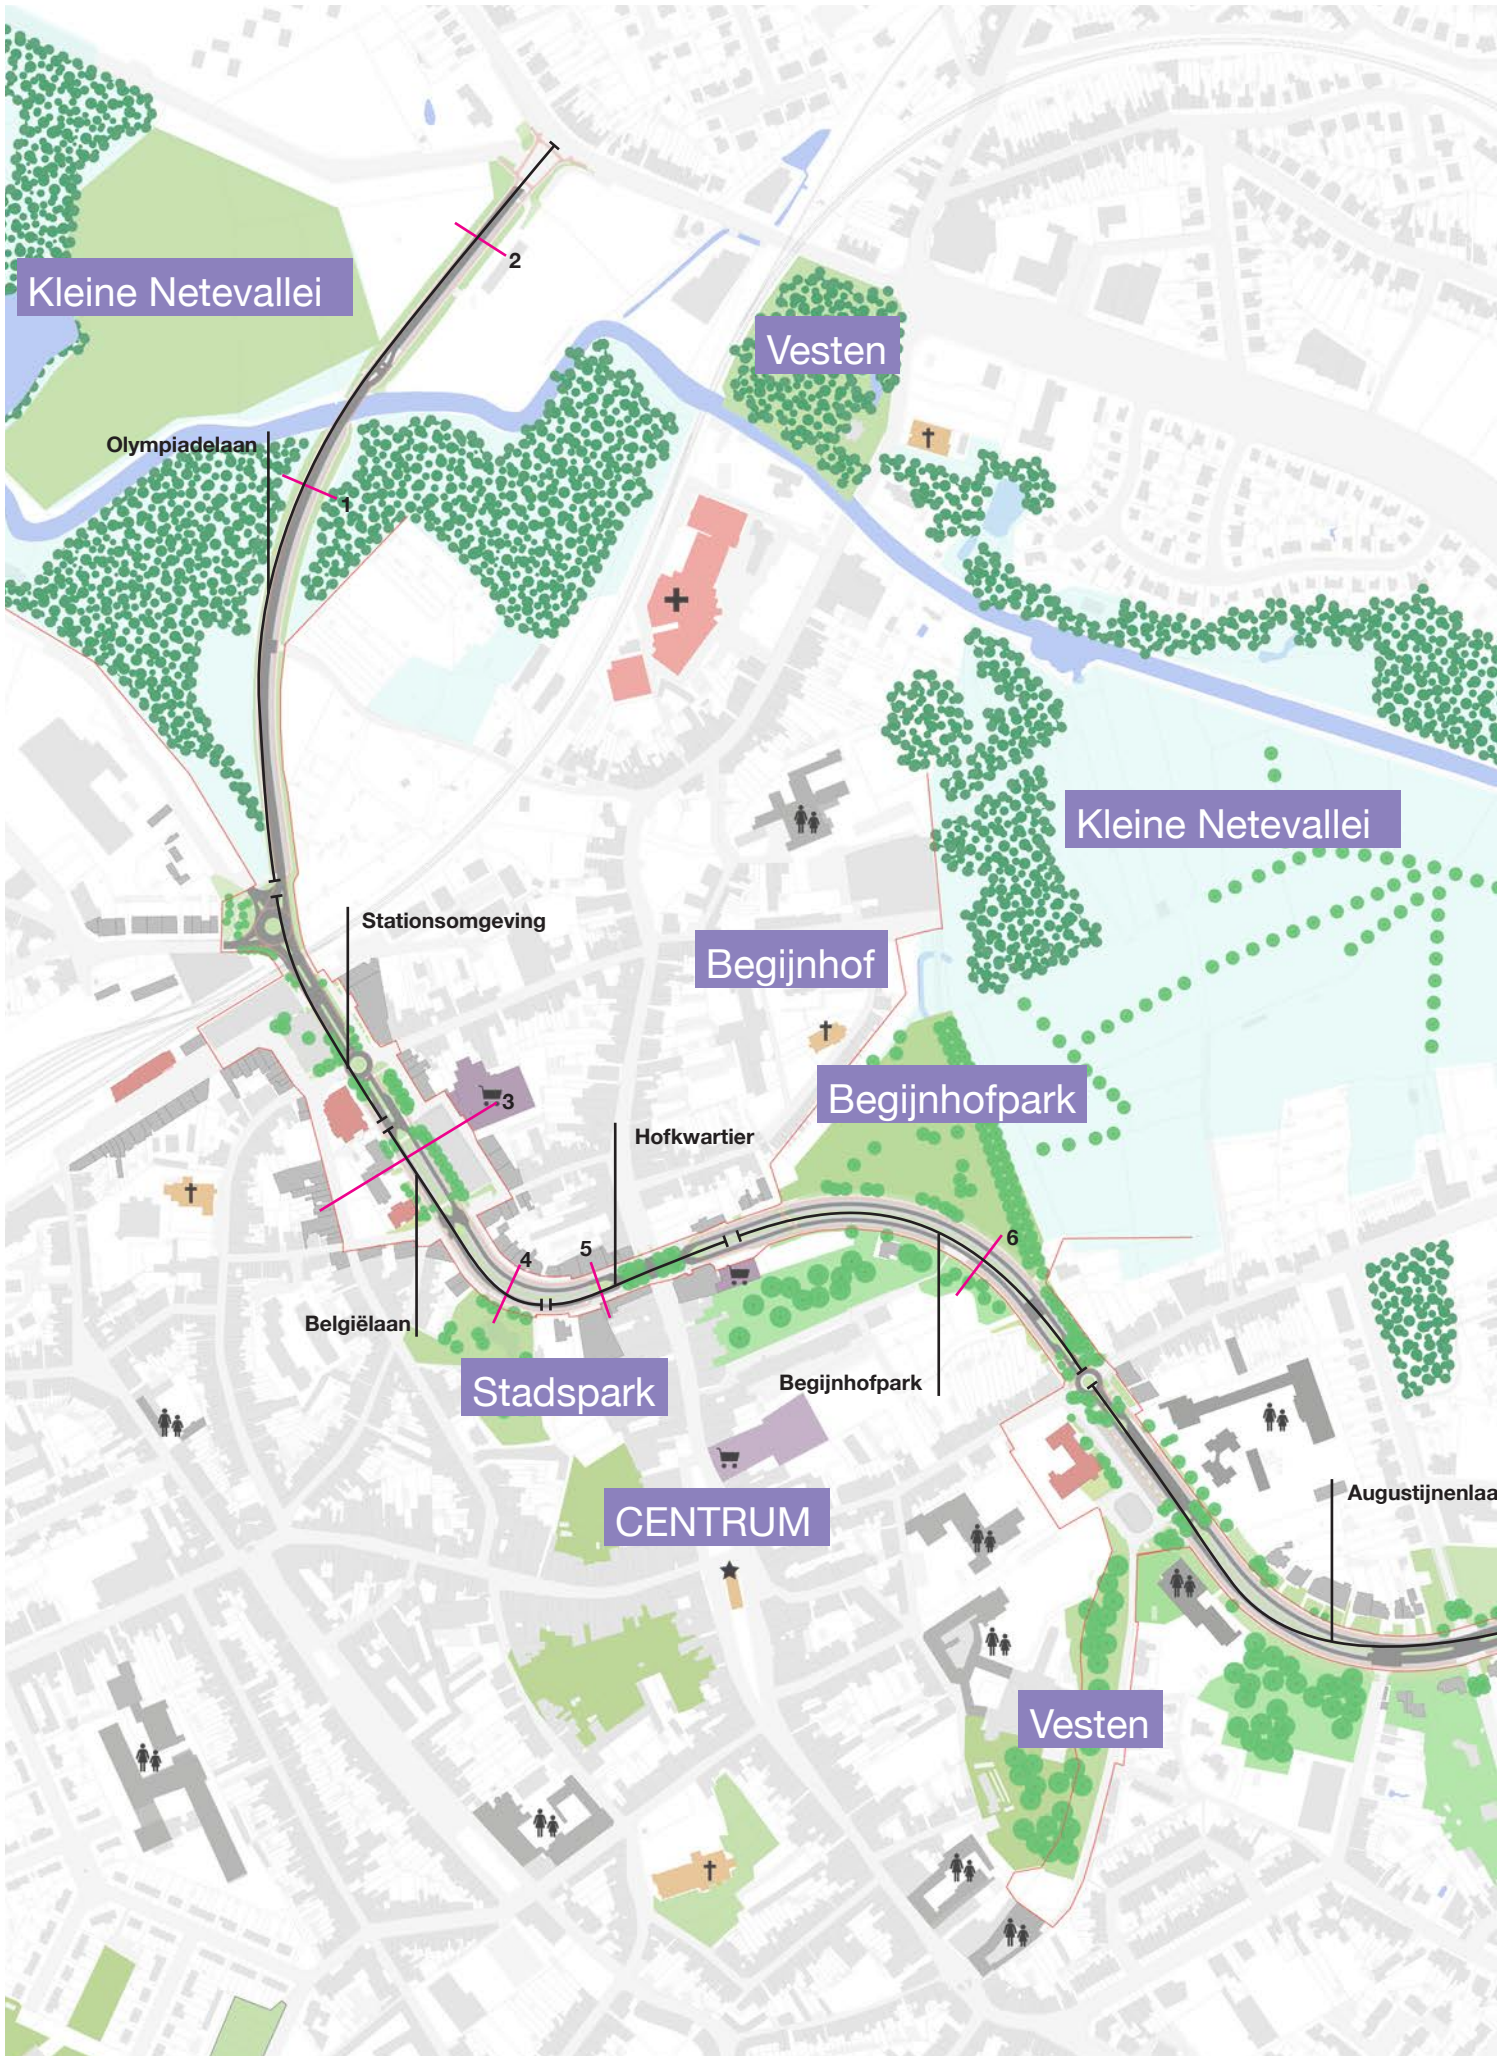 2
Kleine Netevallei
Vesten
Olympiadelaan
1
Kleine Netevallei
Stationsomgeving
Begijnhof
Begijnhofpark
3
Hofkwartier
6
4
5
Belgiëlaan
Stadspark
Begijnhofpark
Augustijnenlaa
CENTRUM
Vesten